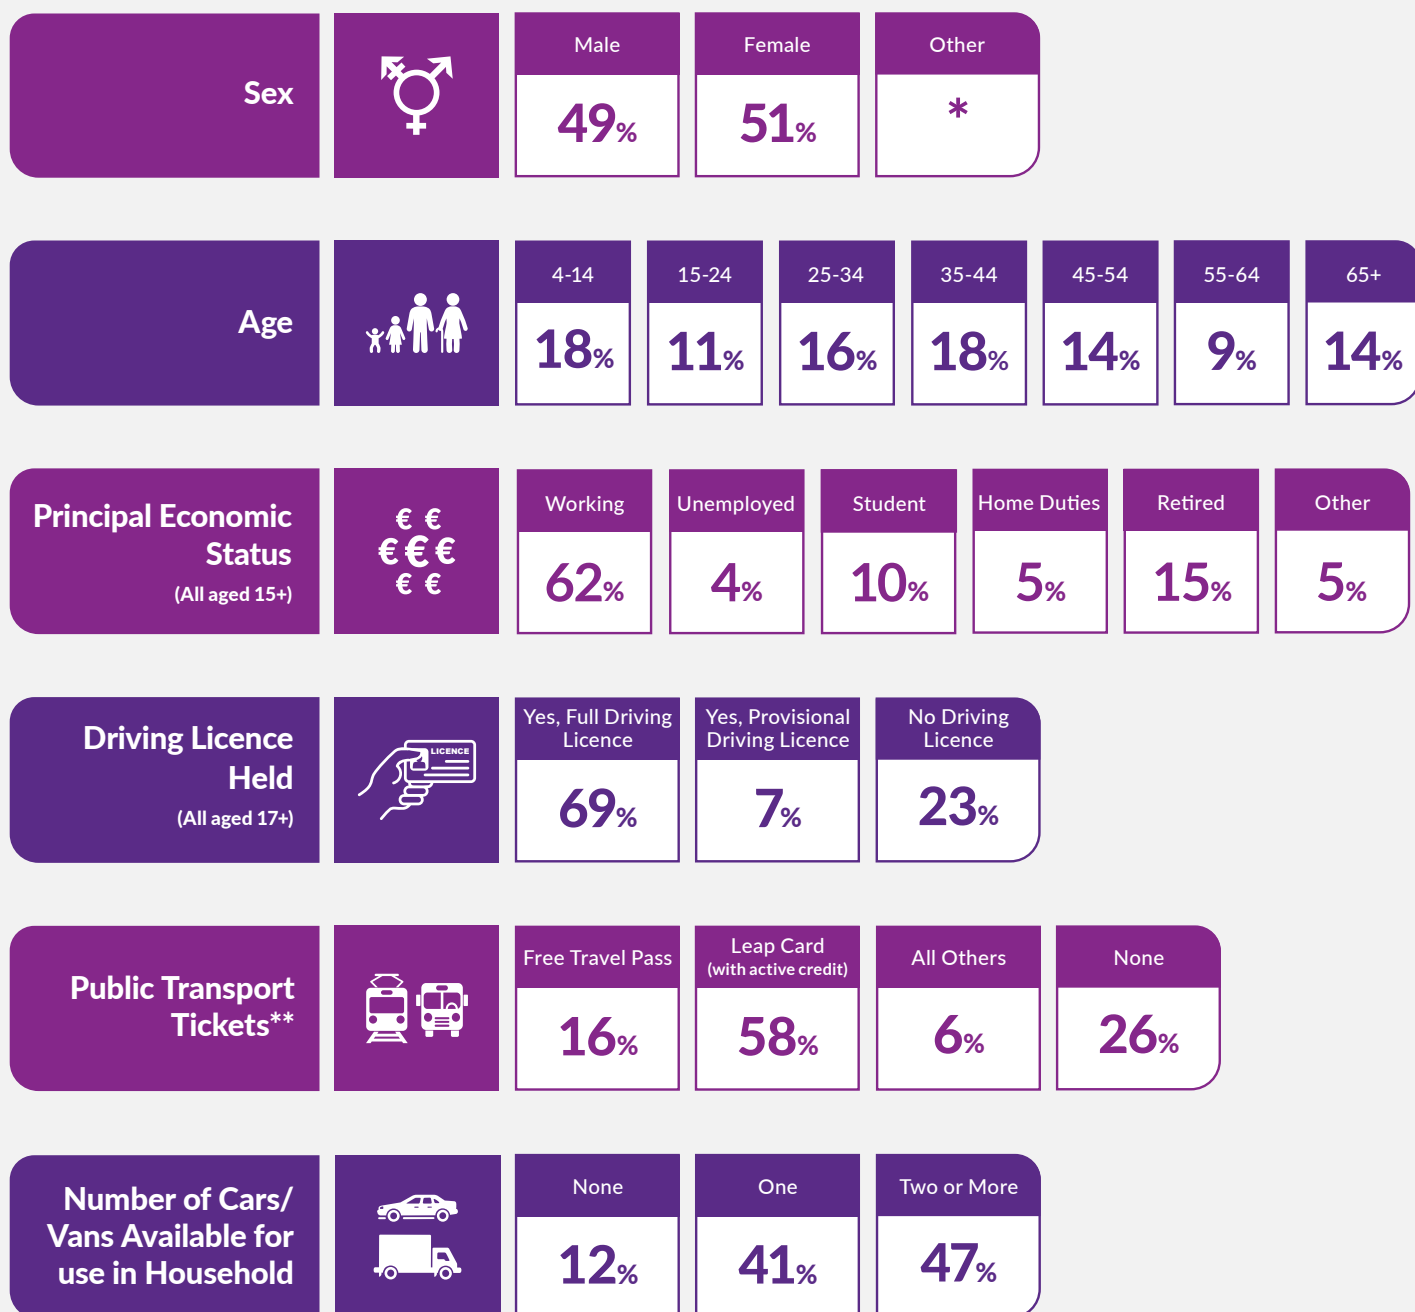 Sex
Male
Female
Other
49%
51%
*
Age
4-14
15-24
25-34
35-44
45-54
55-64
65+
18%
11%
16%
18%
14%
9%
14%
Principal Economic
Status
(All aged 15+)
€ €
€ € €
€ €
Working
Unemployed
Student
Home Duties
Retired
Other
62%
4%
10%
5%
15%
5%
Driving Licence
Held
(All aged 17+)
LICENCE
Yes, Full Driving
Licence
Yes, Provisional
Driving Licence
No Driving
Licence
69%
7%
23%
Public Transport
Tickets**
Free Travel Pass
Leap Card
(with active credit)
All Others
None
16%
58%
6%
26%
Number of Cars/
Vans Available for
use in Household
None
One
Two or More
12%
41%
47%